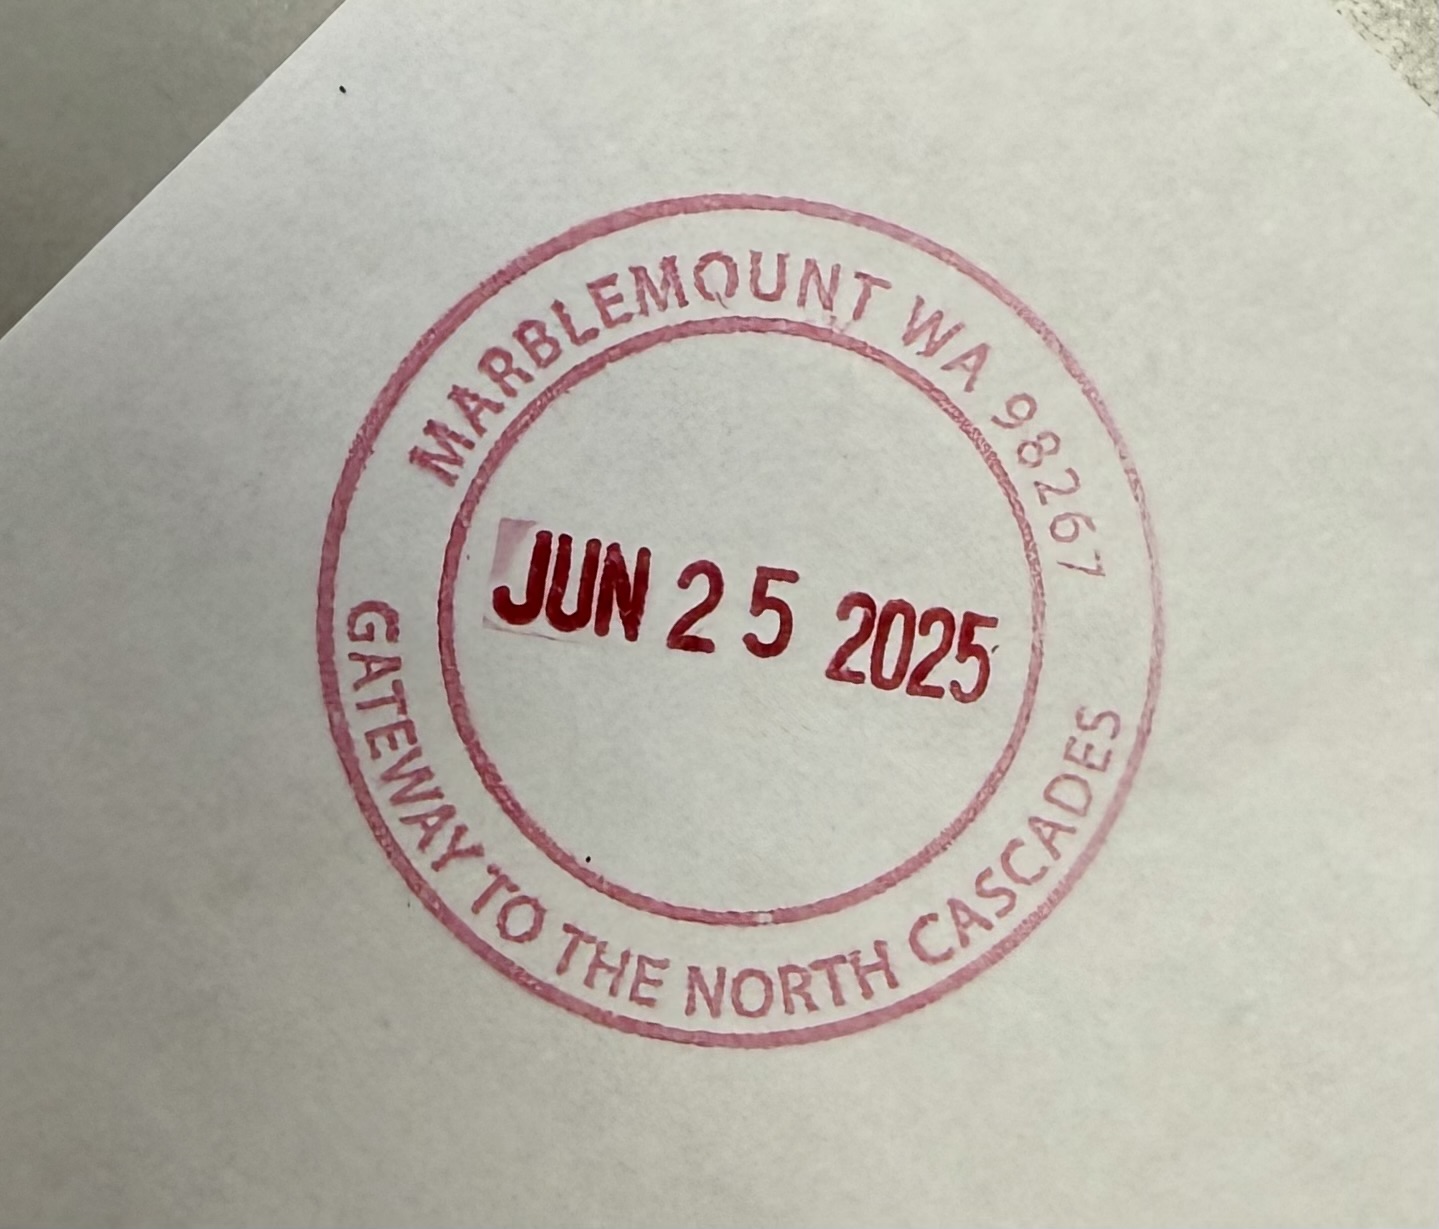 MARBLEMOUNT WA 98267
JUN 25 2025
GATEWAY TO THE NORTH CASCADES